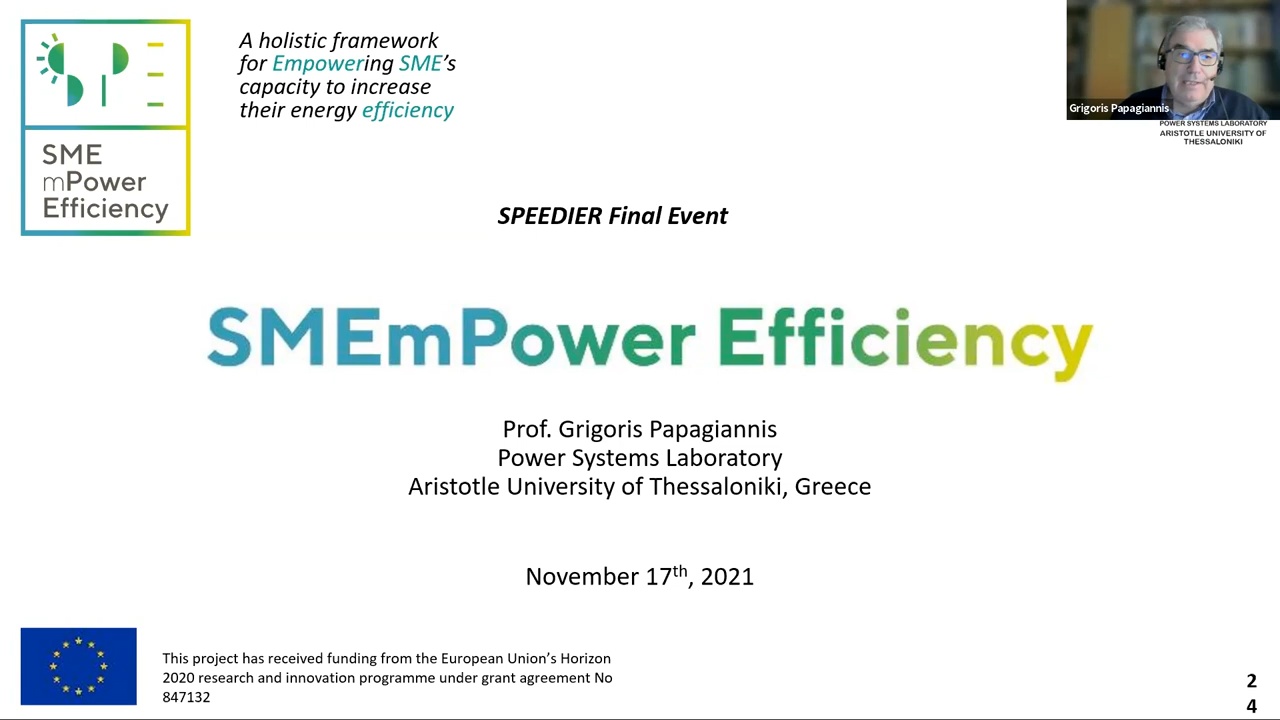 SPE
SME
mPower
Efficiency
A holistic framework
for Empowering SME's
capacity to increase
their energy efficiency
Grigoris Papagiannis
POWER SYSTEMS LABORATORY
ARISTOTLE UNIVERSITY OF
THESSALONIKI
SPEEDIER Final Event
SMEmPower Efficiency
Prof. Grigoris Papagiannis
Power Systems Laboratory
Aristotle University of Thessaloniki, Greece
November 17th, 2021
This project has received funding from the European Union's Horizon
2020 research and innovation programme under grant agreement No
847132
2
4